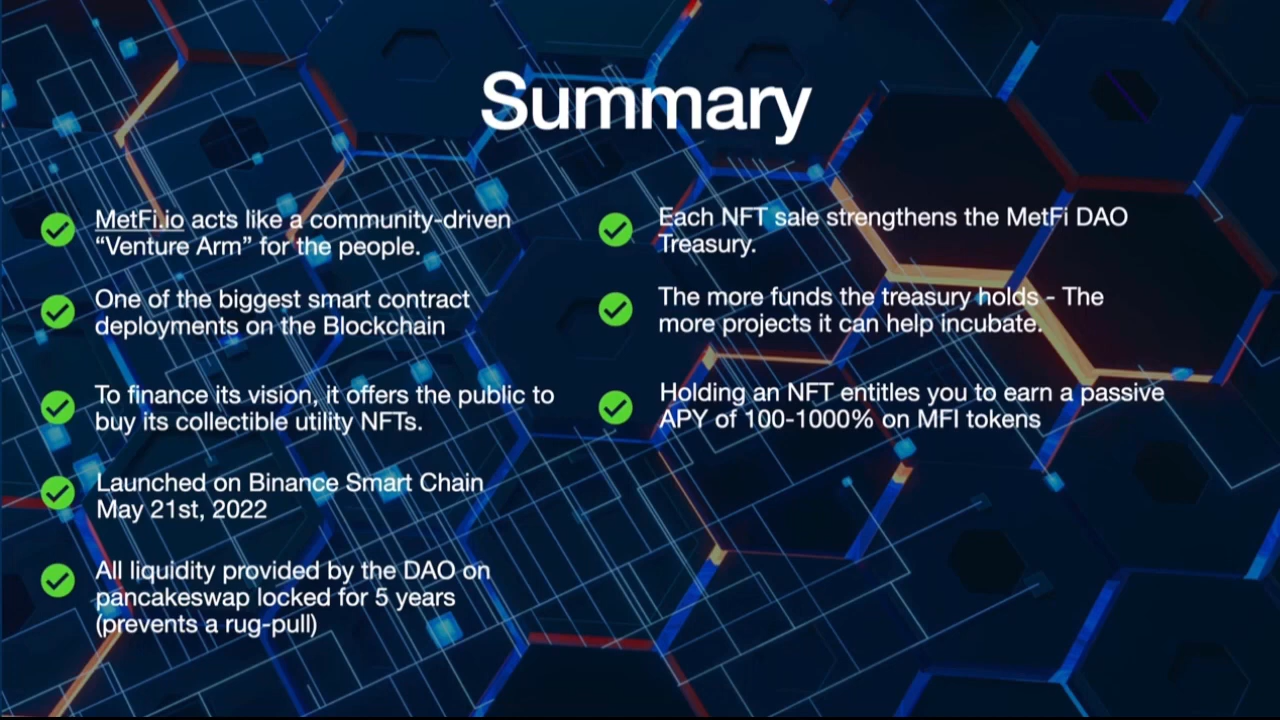 Summary
MetFi.io acts like a community-driven
“Venture Arm” for the people.
One of the biggest smart contract
deployments on the Blockchain
To finance its vision, it offers the public to
buy its collectible utility NFTs.
Launched on Binance Smart Chain
May 21st, 2022
All liquidity provided by the DAO on
pancakeswap locked for 5 years
(prevents a rug-pull)
Each NFT sale strengthens the MetFi DAO
Treasury.
The more funds the treasury holds - The
more projects it can help incubate.
Holding an NFT entitles you to earn a passive
APY of 100-1000% on MFI tokens